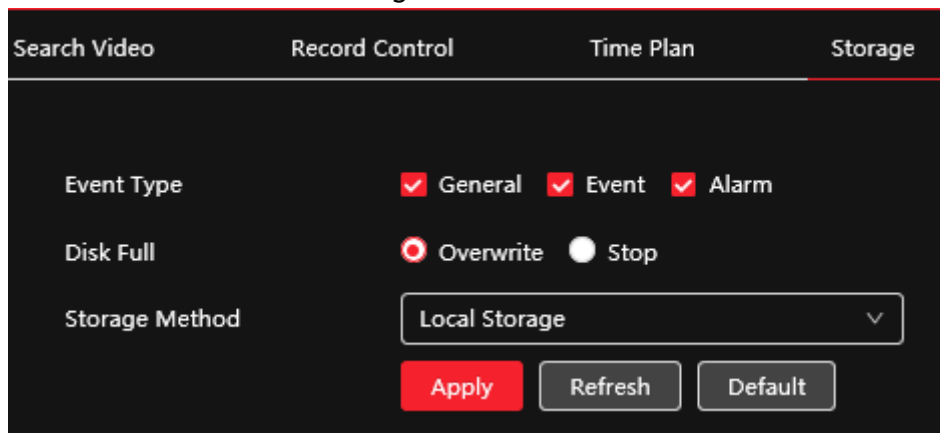 Search Video Record Control Time Plan Storage
Event Type General Event Alarm
Disk Full Overwrite Stop
Storage Method Local Storage
Apply Refresh Default